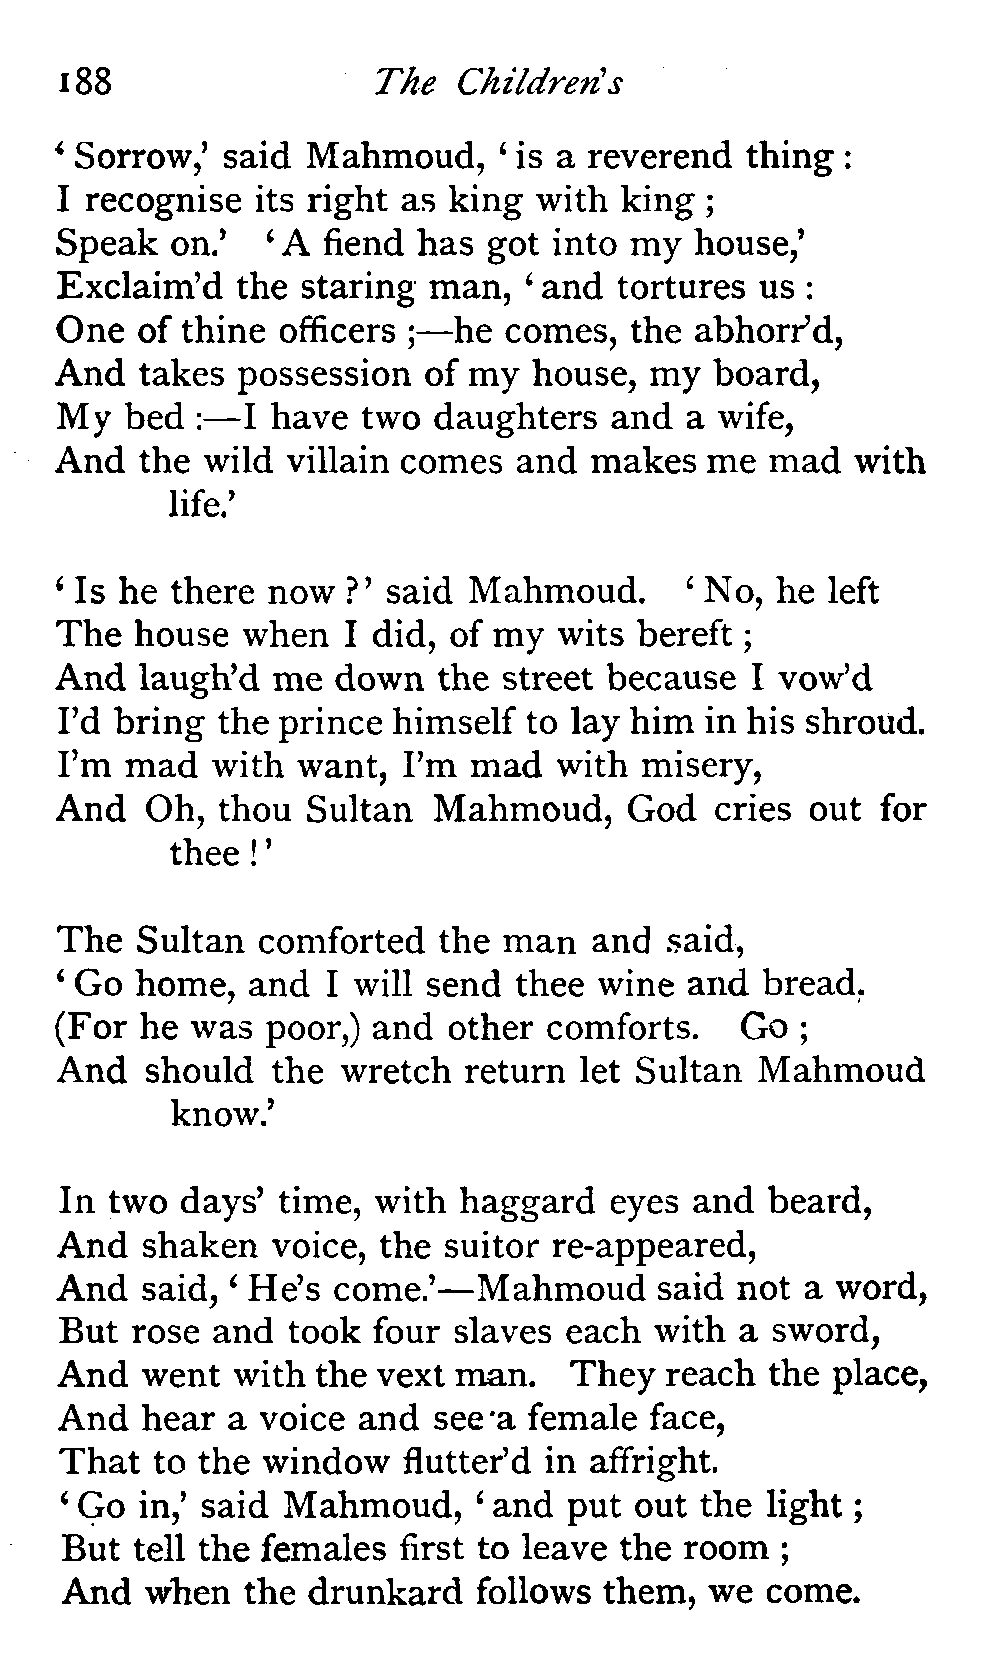 188 The Children's
‘ Sorrow,’ said Mahmoud, ‘ is a reverend thing :
I recognise its right as king with king ;
Speak on.’ ‘ A fiend has got into my house,’
Exclaim’d the staring man, ‘ and tortures us :
One of thine officers ;—he comes, the abhorr’d,
And takes possession of my house, my board,
My bed :—I have two daughters and a wife,
And the wild villain comes and makes me mad with
life.’
‘ Is he there now ?’ said Mahmoud. ‘ No, he left
The house when I did, of my wits bereft ;
And laugh’d me down the street because I vow’d
I’d bring the prince himself to lay him in his shroud.
I’m mad with want, I’m mad with misery,
And Oh, thou Sultan Mahmoud, God cries out for
thee !’
The Sultan comforted the man and said,
‘ Go home, and I will send thee wine and bread,
(For he was poor,) and other comforts. Go ;
And should the wretch return let Sultan Mahmoud
know.’
In two days’ time, with haggard eyes and beard,
And shaken voice, the suitor re-appeared,
And said, ‘ He’s come.’—Mahmoud said not a word,
But rose and took four slaves each with a sword,
And went with the vext man. They reach the place,
And hear a voice and see a female face,
That to the window flutter’d in affright.
‘ Go in,’ said Mahmoud, ‘ and put out the light ;
But tell the females first to leave the room ;
And when the drunkard follows them, we come.